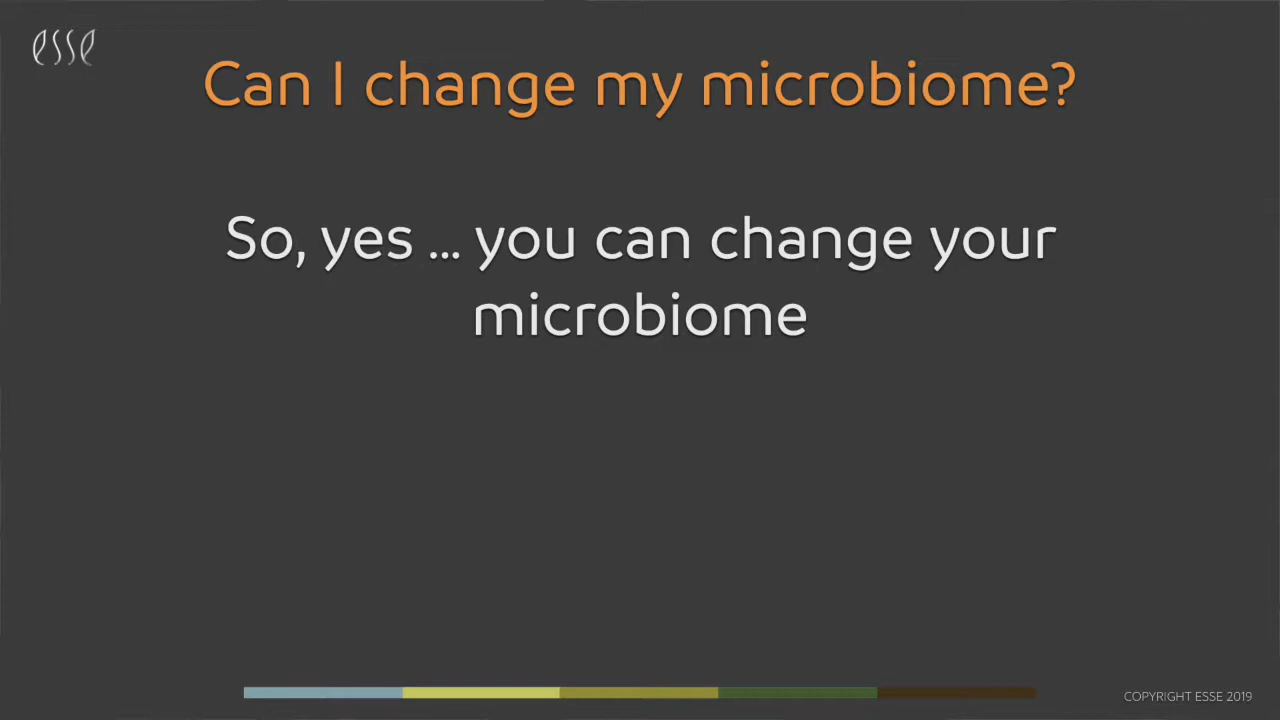 esse
Can I change my microbiome?
So, yes ... you can change your
microbiome
COPYRIGHT ESSE 2019